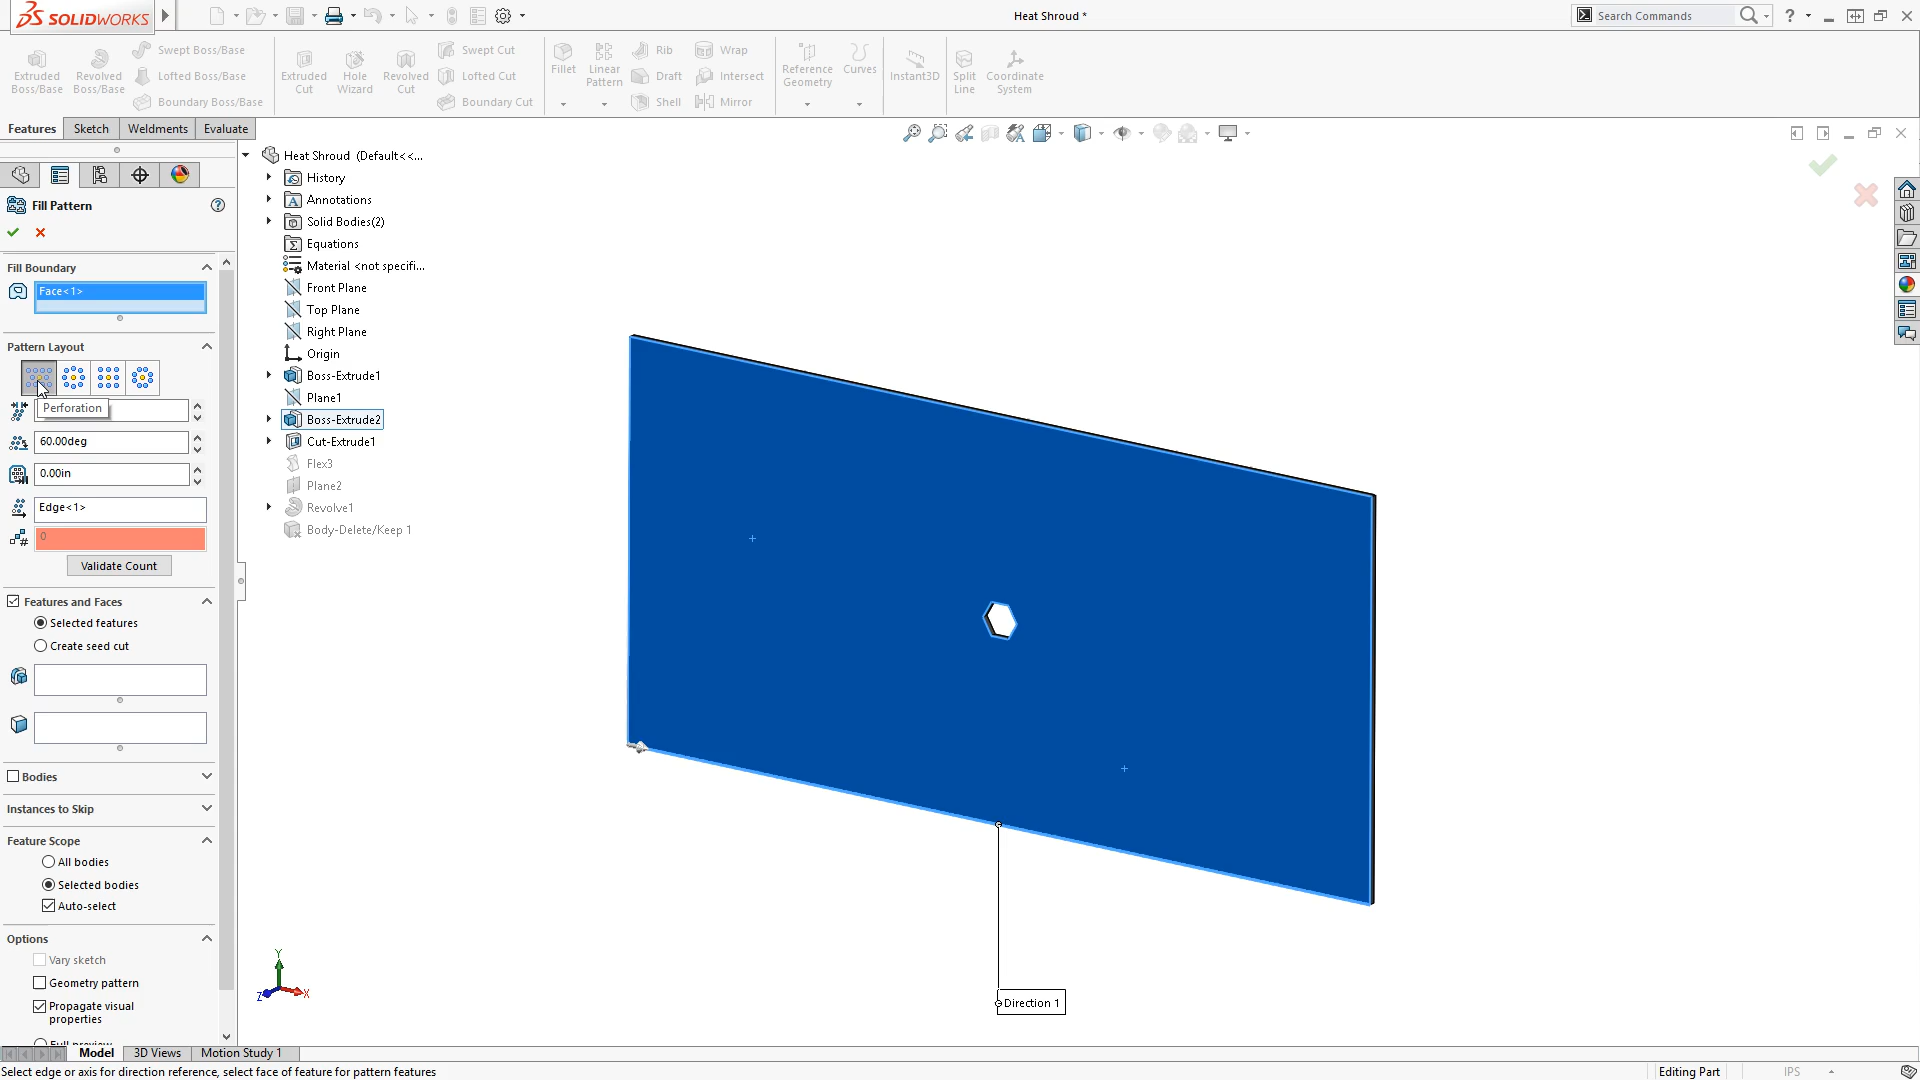 SOLIDWORKS
Heat Shroud *
Search Commands
Extruded Boss/Base
Revolved Boss/Base
Swept Boss/Base
Lofted Boss/Base
Boundary Boss/Base
Extruded Cut
Hole Wizard
Revolved Cut
Swept Cut
Lofted Cut
Boundary Cut
Fillet
Linear Pattern
Rib
Draft
Shell
Wrap
Intersect
Mirror
Reference Geometry
Curves
Instant3D
Split Line
Coordinate System
Features
Sketch
Weldments
Evaluate
Fill Pattern
Fill Boundary
Face<1>
Pattern Layout
Perforation
60.00deg
0.00in
Edge<1>
0
Validate Count
Features and Faces
Selected features
Create seed cut
Bodies
Instances to Skip
Feature Scope
All bodies
Selected bodies
Auto-select
Options
Vary sketch
Geometry pattern
Propagate visual
properties
Full preview
Heat Shroud (Default<<...
History
Annotations
Solid Bodies(2)
Equations
Material <not specifi...
Front Plane
Top Plane
Right Plane
Origin
Boss-Extrude1
Plane1
Boss-Extrude2
Cut-Extrude1
Flex3
Plane2
Revolve1
Body-Delete/Keep 1
Direction 1
Y
Z
X
Model
3D Views
Motion Study 1
Select edge or axis for direction reference, select face of feature for pattern features
Editing Part
IPS